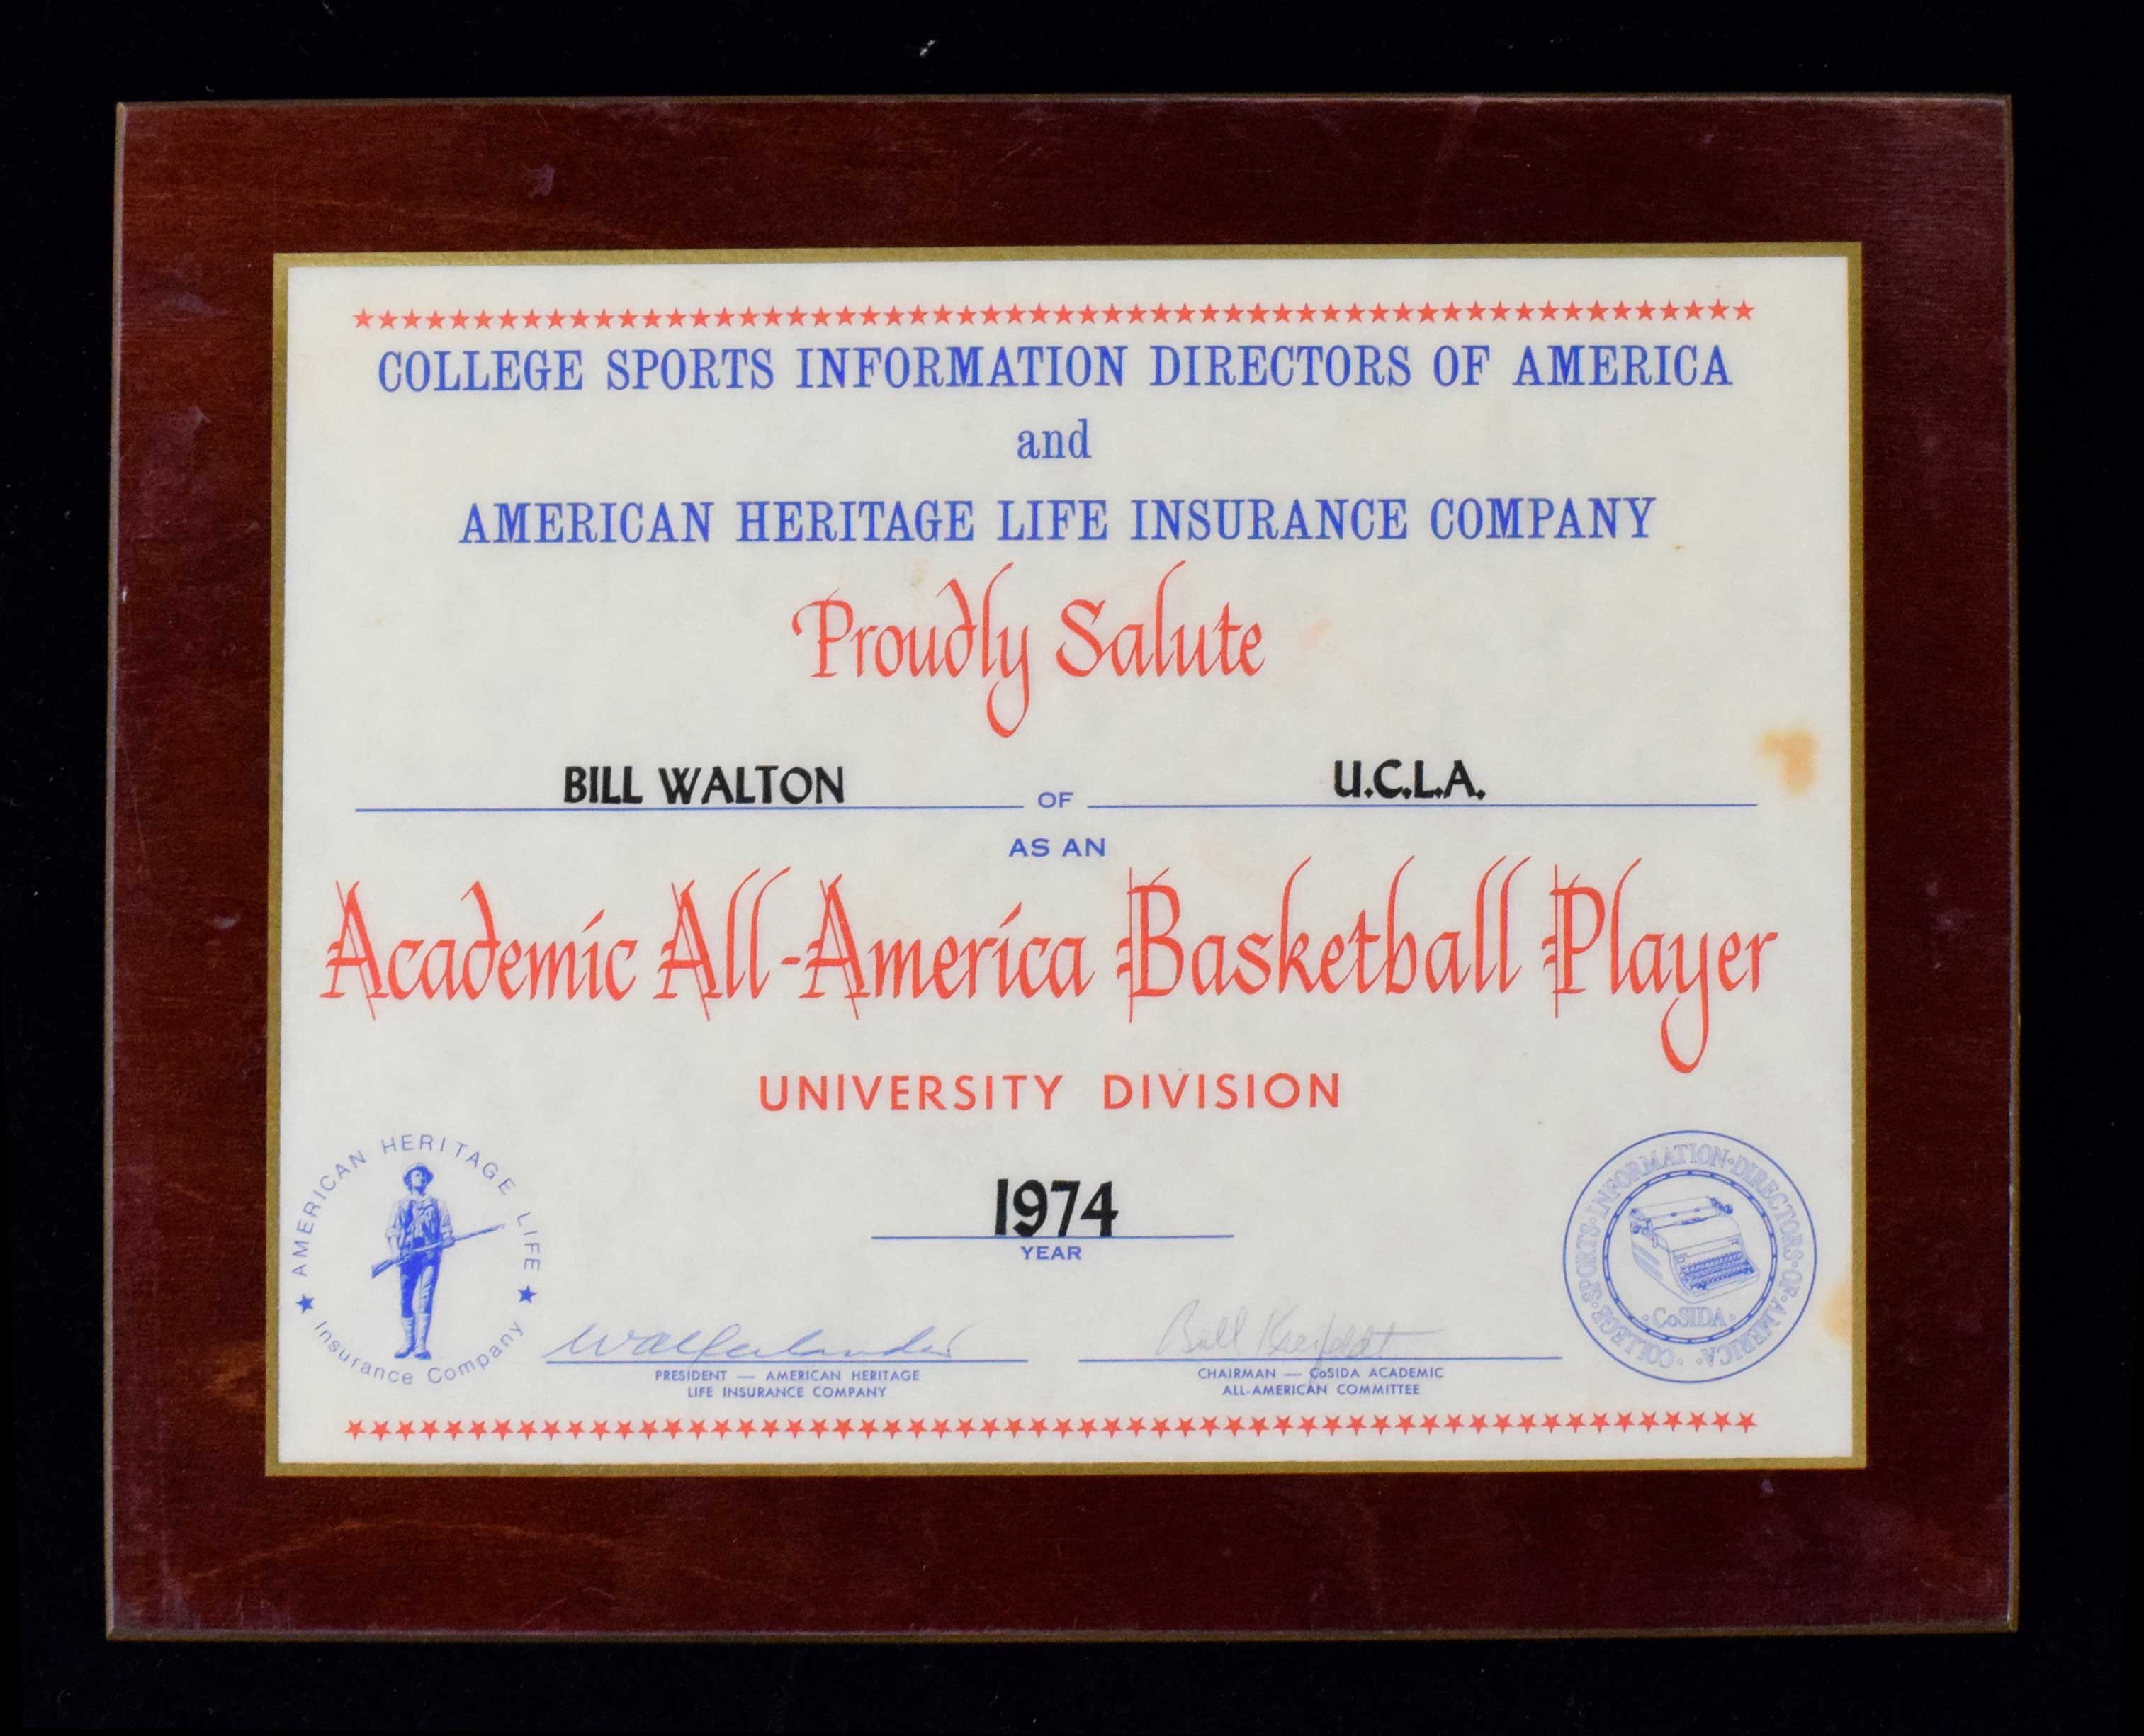 COLLEGE SPORTS INFORMATION DIRECTORS OF AMERICA
and
AMERICAN HERITAGE LIFE INSURANCE COMPANY
Proudly Salute
BILL WALTON OF U.C.L.A.
AS AN
Academic All-America Basketball Player
UNIVERSITY DIVISION
1974
YEAR
★ AMERICAN HERITAGE LIFE ★
Insurance Company
COLLEGE·SPORTS·INFORMATION·DIRECTORS·OF·AMERICA·
·CoSIDA·
Bill
PRESIDENT — AMERICAN HERITAGE
LIFE INSURANCE COMPANY
CHAIRMAN — CoSIDA ACADEMIC
ALL-AMERICAN COMMITTEE